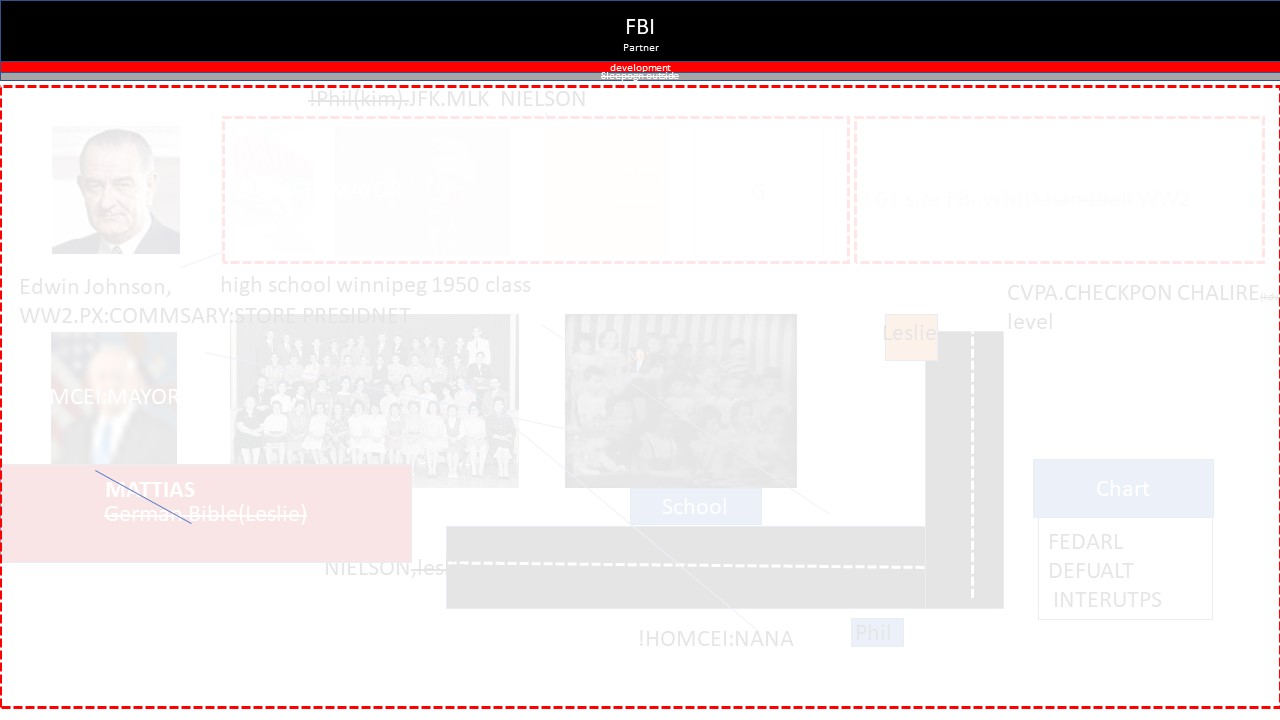 FBI
Partner
development
Sleepogn outside
!Phil(kim).JFK.MLK NIELSON
Edwin Johnson,
WW2.PX:COMMSARY:STORE PRESIDNET
high school winnipeg 1950 class
CVPA.CHECKPON CHALIRE
level
Leslie
MCEI:MAYOR
MATTIAS
German Bible(Leslie)
School
Chart
FEDARL
DEFUALT
INTERUTPS
NIELSON,les
!HOMCEI:NANA
Phil